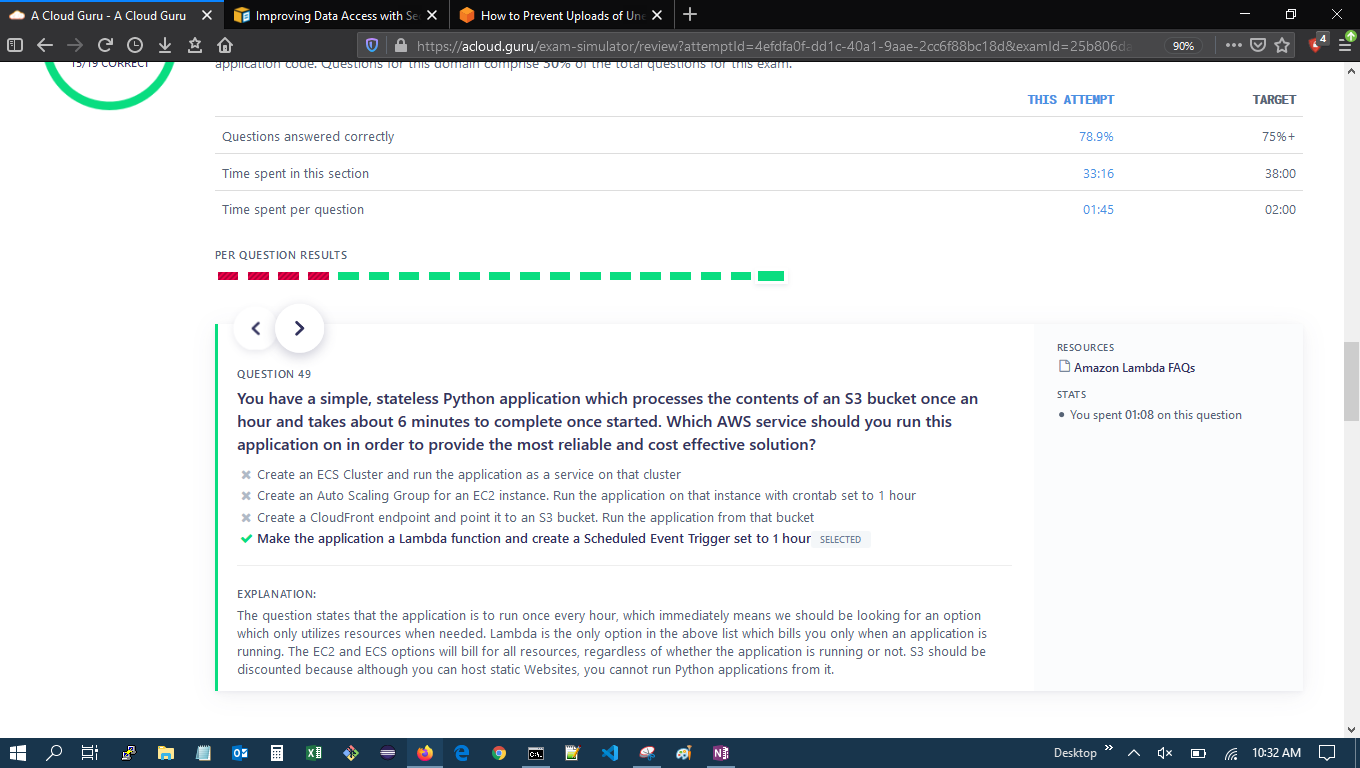 A Cloud Guru - A Cloud Guru
Improving Data Access with Se
How to Prevent Uploads of Une
https://acloud.guru/exam-simulator/review?attemptId=4efdfa0f-dd1c-40a1-9aae-2cc6f88bc18d&examId=25b806da
90%
4
15/19 CORRECT
application code. Questions for this domain comprise 30% of the total questions for this exam.
THIS ATTEMPT TARGET
Questions answered correctly 78.9% 75%+
Time spent in this section 33:16 38:00
Time spent per question 01:45 02:00
PER QUESTION RESULTS
QUESTION 49
You have a simple, stateless Python application which processes the contents of an S3 bucket once an
hour and takes about 6 minutes to complete once started. Which AWS service should you run this
application on in order to provide the most reliable and cost effective solution?
Create an ECS Cluster and run the application as a service on that cluster
Create an Auto Scaling Group for an EC2 instance. Run the application on that instance with crontab set to 1 hour
Create a CloudFront endpoint and point it to an S3 bucket. Run the application from that bucket
Make the application a Lambda function and create a Scheduled Event Trigger set to 1 hour SELECTED
EXPLANATION:
The question states that the application is to run once every hour, which immediately means we should be looking for an option
which only utilizes resources when needed. Lambda is the only option in the above list which bills you only when an application is
running. The EC2 and ECS options will bill for all resources, regardless of whether the application is running or not. S3 should be
discounted because although you can host static Websites, you cannot run Python applications from it.
RESOURCES
Amazon Lambda FAQs
STATS
You spent 01:08 on this question
Desktop
10:32 AM